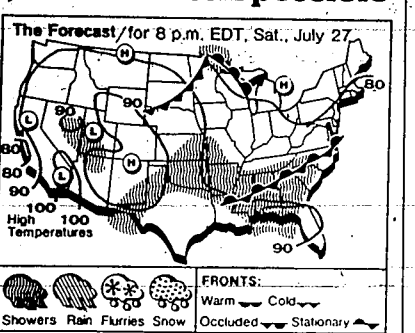 The Forecast/for 8 p.m. EDT, Sat., July 27
H
H
80
90
90
L
L
H
80
L
80
90
100
100
High
Temperatures
90
Showers Rain Flurries Snow
FRONTS:
Warm Cold
Occluded Stationary